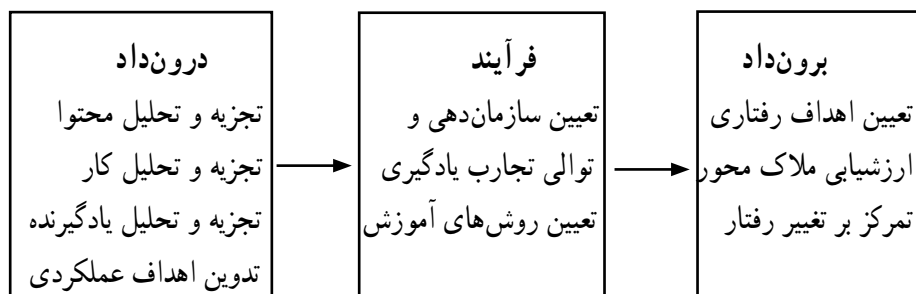 درون‌داد
تجزیه و تحلیل محتوا
تجزیه و تحلیل کار
تجزیه و تحلیل یادگیرنده
تدوین اهداف عملکردی
فرآیند
تعیین سازمان‌دهی و
توالی تجارب یادگیری
تعیین روش‌های آموزش
برون‌داد
تعیین اهداف رفتاری
ارزشیابی ملاک محور
تمرکز بر تغییر رفتار